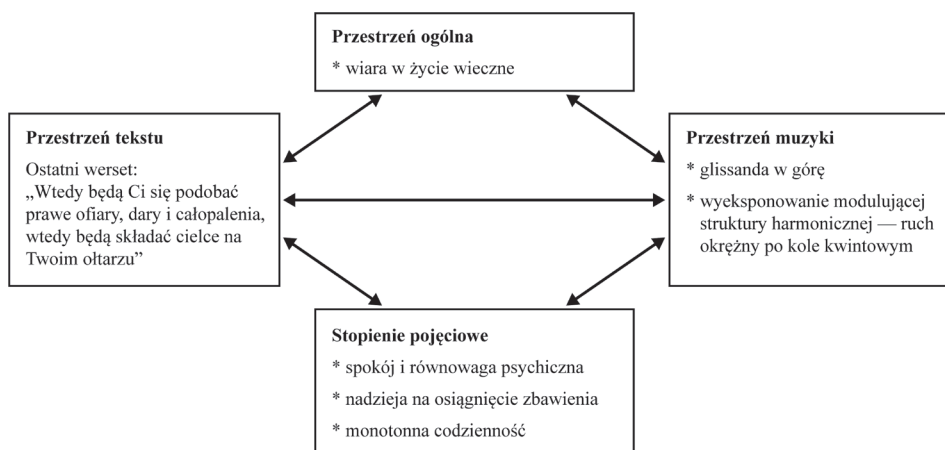 Przestrzeń ogólna
* wiara w życie wieczne
Przestrzeń tekstu
Ostatni werset:
„Wtedy będą Ci się podobać
prawe ofiary, dary i całopalenia,
wtedy będą składać cielce na
Twoim ołtarzu”
Przestrzeń muzyki
* glissanda w górę
* wyeksponowanie modulującej
struktury harmonicznej — ruch
okrężny po kole kwintowym
Stopienie pojęciowe
* spokój i równowaga psychiczna
* nadzieja na osiągnięcie zbawienia
* monotonna codzienność